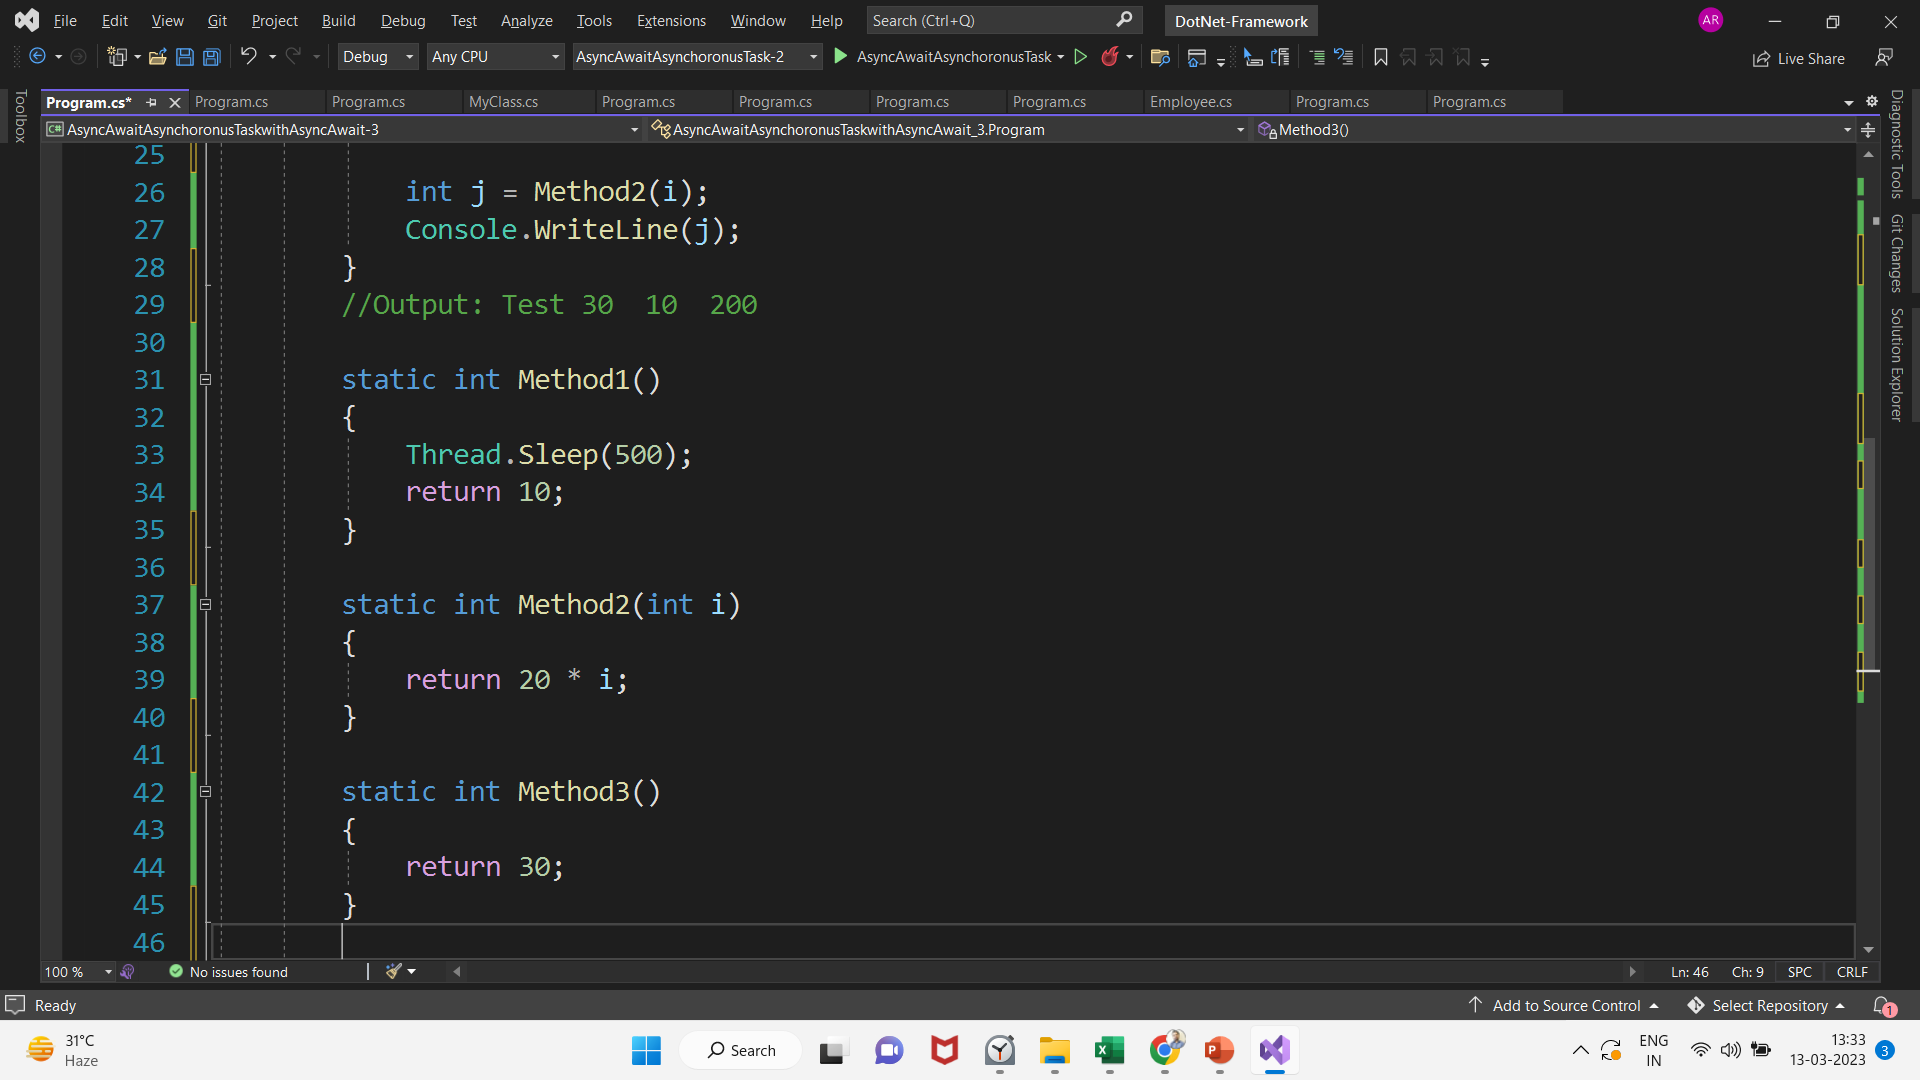 File Edit View Git Project Build Debug Test Analyze Tools Extensions Window Help Search (Ctrl+Q) DotNet-Framework AR
Debug Any CPU AsyncAwaitAsynchoronusTask-2 AsyncAwaitAsynchoronusTask Live Share
Program.cs* Program.cs Program.cs MyClass.cs Program.cs Program.cs Program.cs Program.cs Employee.cs Program.cs Program.cs
C# AsyncAwaitAsynchoronusTaskwithAsyncAwait-3 AsyncAwaitAsynchoronusTaskwithAsyncAwait_3.Program Method3()
Toolbox
Diagnostic Tools
Git Changes
Solution Explorer
25
26 int j = Method2(i);
27 Console.WriteLine(j);
28 }
29 //Output: Test 30  10  200
30
31 static int Method1()
32 {
33 Thread.Sleep(500);
34 return 10;
35 }
36
37 static int Method2(int i)
38 {
39 return 20 * i;
40 }
41
42 static int Method3()
43 {
44 return 30;
45 }
46
100 % No issues found Ln: 46 Ch: 9 SPC CRLF
Ready Add to Source Control Select Repository 1
31°C
Haze
Search
ENG
IN
13:33
13-03-2023
3